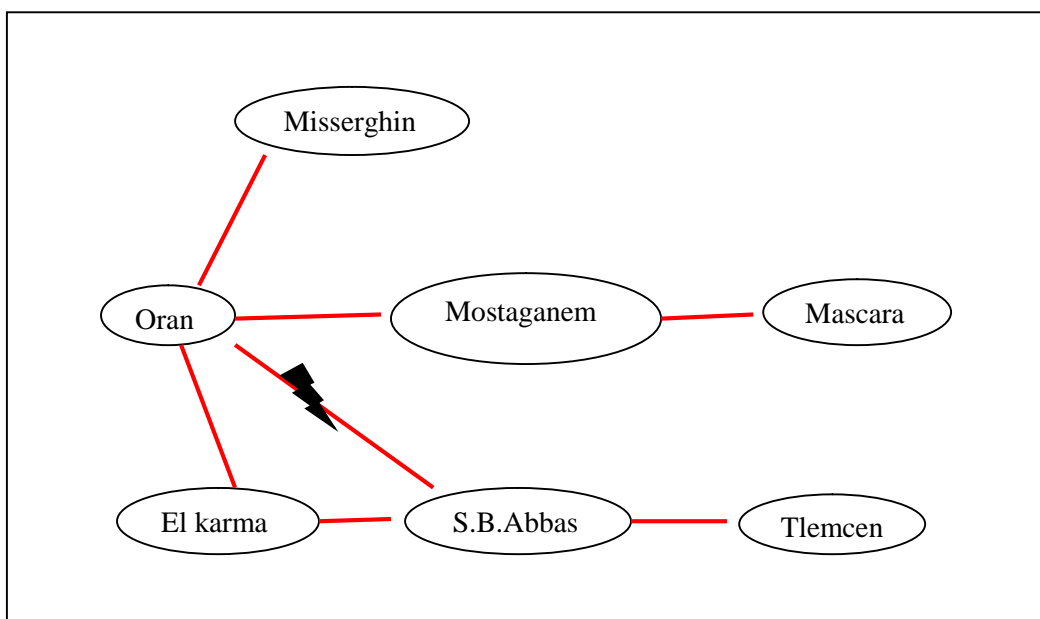 Misserghin
Oran
Mostaganem
Mascara
El karma
S.B.Abbas
Tlemcen